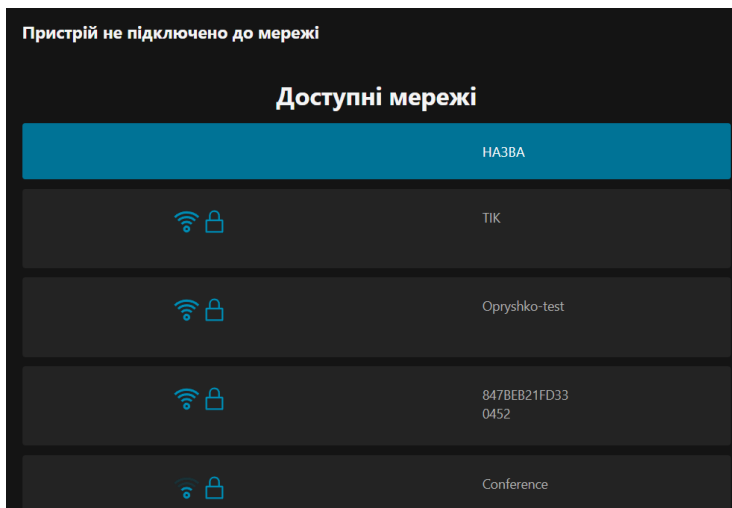 Пристрій не підключено до мережі
Доступні мережі
НАЗВА
TIK
Opryshko-test
847BEB21FD33
0452
Conference